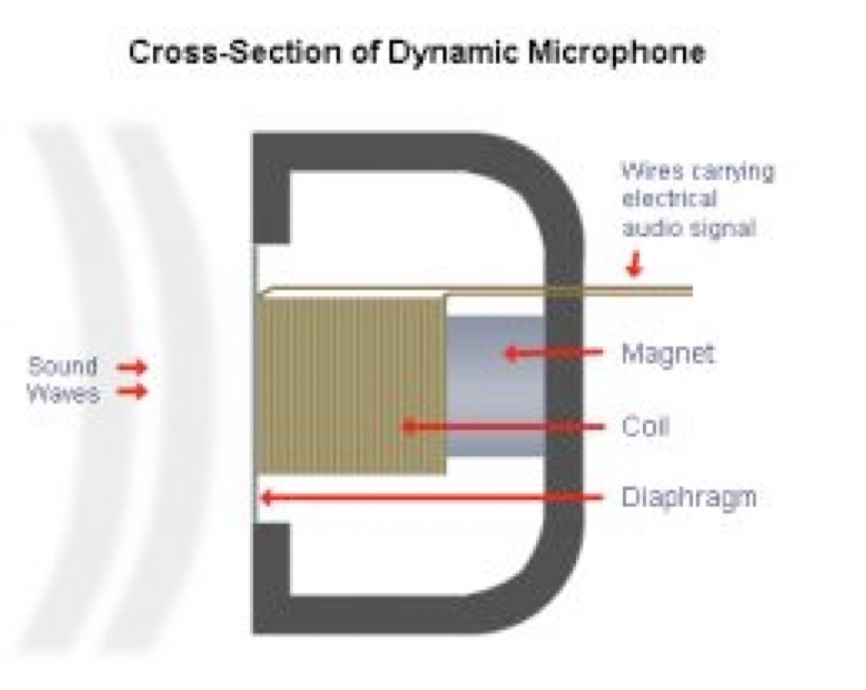 Cross-Section of Dynamic Microphone
Wires carrying
electrical
audio signal
Sound
Waves
Magnet
Coil
Diaphragm